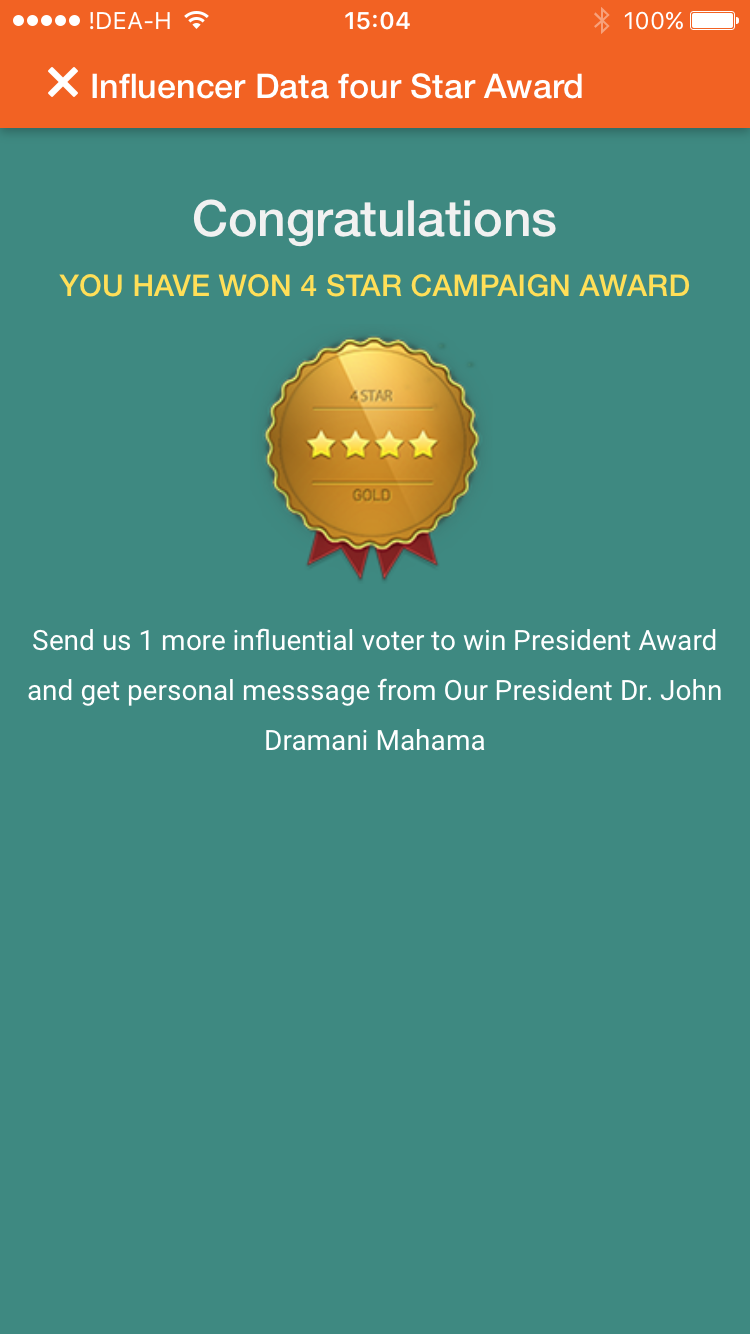 !DEA-H 15:04 100%
Influencer Data four Star Award
Congratulations
YOU HAVE WON 4 STAR CAMPAIGN AWARD
4 STAR
GOLD
Send us 1 more influential voter to win President Award
and get personal messsage from Our President Dr. John
Dramani Mahama